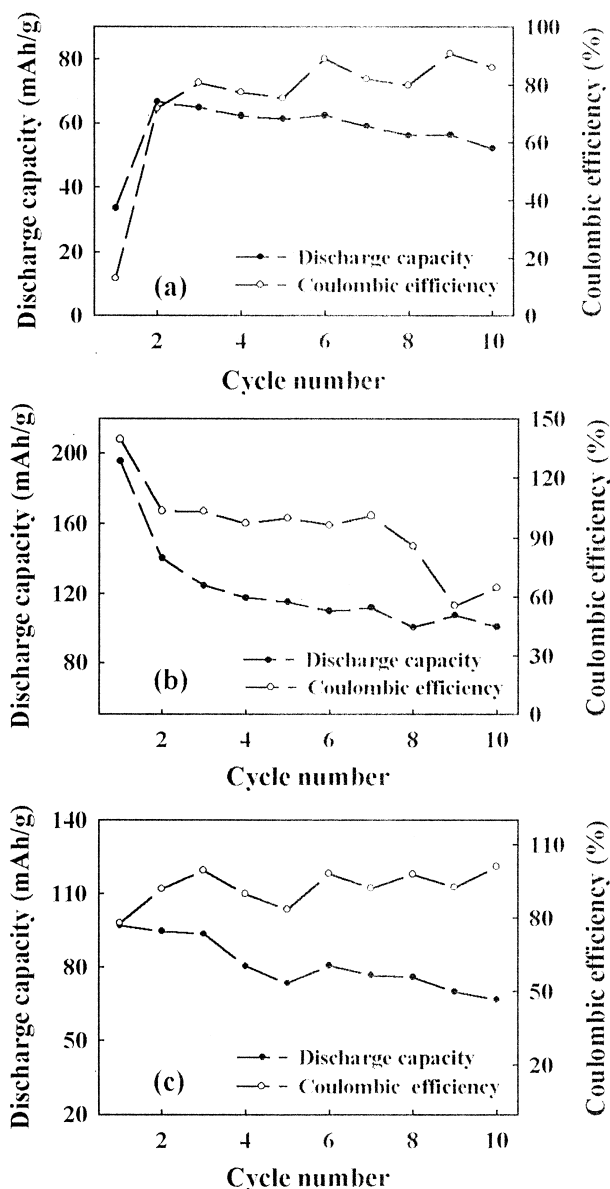 Discharge capacity (mAh/g)
80
60
40
20
0
100
80
60
40
20
0
Coulombic efficiency (%)
Discharge capacity
Coulombic eifficiency
(a)
2 4 6 8 10
Cycle number
Discharge capacity (mAh/g)
200
160
120
80
150
120
90
60
30
0
Coulombic efficiency (%)
Discharge capacity
Coulombic efficiency
(b)
2 4 6 8 10
Cycle number
Discharge capacity (mAh/g)
140
110
80
50
20
110
80
50
20
Coulombic efficiency (%)
Discharge capacity
Coulombic efficiency
(c)
2 4 6 8 10
Cycle number